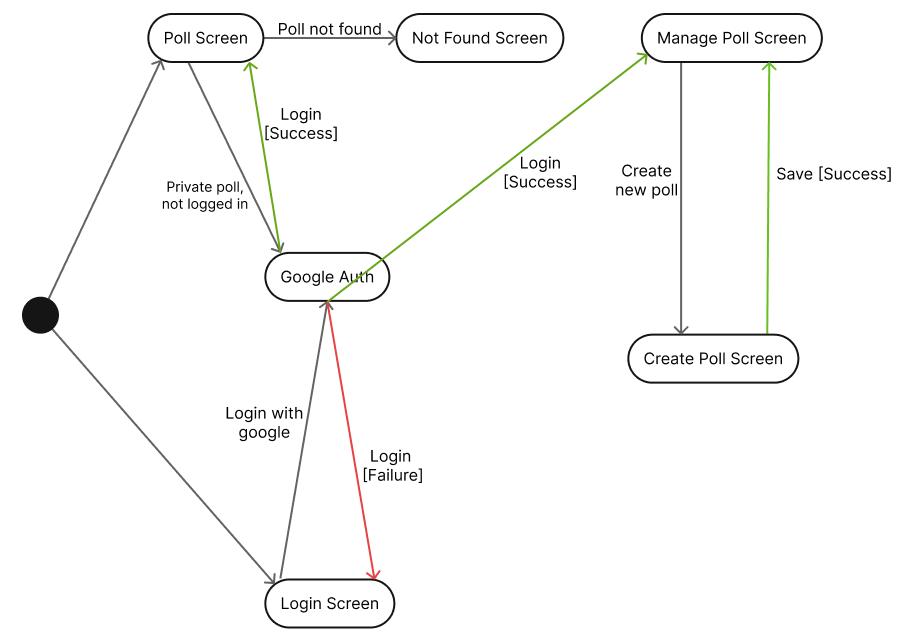 Poll Screen
Poll not found
Not Found Screen
Manage Poll Screen
Login
[Success]
Login
[Success]
Create
new poll
Save [Success]
Private poll,
not logged in
Google Auth
Create Poll Screen
Login with
google
Login
[Failure]
Login Screen